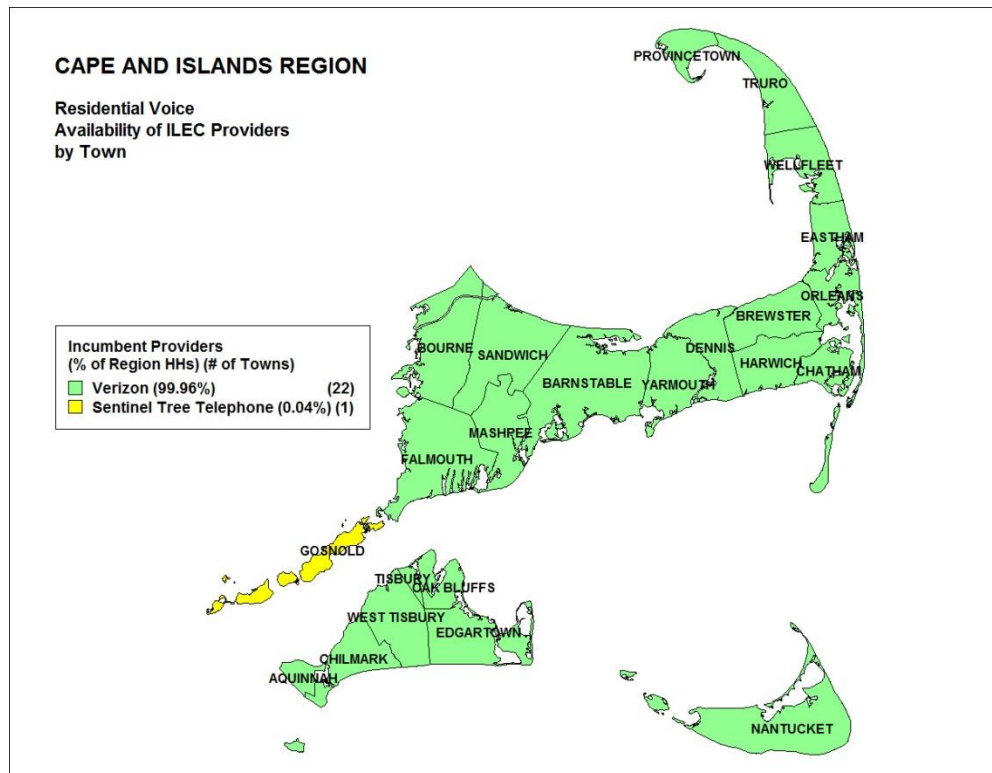 CAPE AND ISLANDS REGION
Residential Voice
Availability of ILEC Providers
by Town
PROVINCETOWN
TRURO
WELLFLEET
EASTHAM
ORLEANS
BREWSTER
DENNIS
HARWICH
CHATHAM
BOURNE
SANDWICH
BARNSTABLE
YARMOUTH
MASHPEE
FALMOUTH
Incumbent Providers
(% of Region HHs) (# of Towns)
Verizon (99.96%) (22)
Sentinel Tree Telephone (0.04%) (1)
GOSNOLD
TISBURY
OAK BLUFFS
WEST TISBURY
EDGARTOWN
CHILMARK
AQUINNAH
NANTUCKET